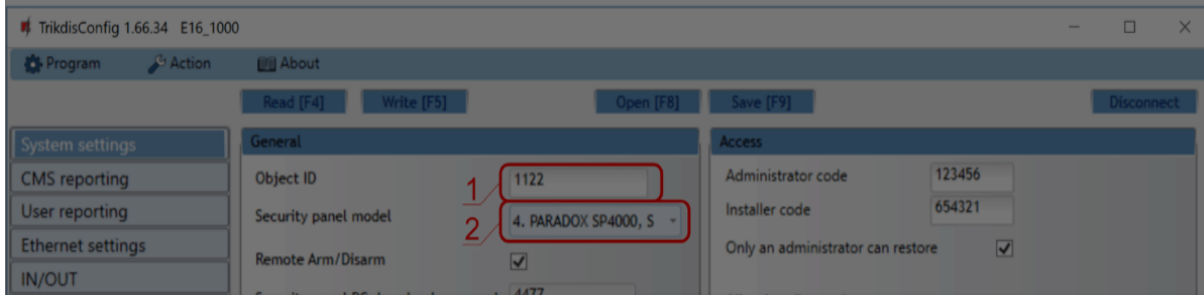 TrikdisConfig 1.66.34 E16_1000
Program Action About
Read [F4] Write [F5] Open [F8] Save [F9] Disconnect
System settings
CMS reporting
User reporting
Ethernet settings
IN/OUT
General
Object ID 1 1122
Security panel model 2 4. PARADOX SP4000, S
Remote Arm/Disarm
4477
Access
Administrator code 123456
Installer code 654321
Only an administrator can restore